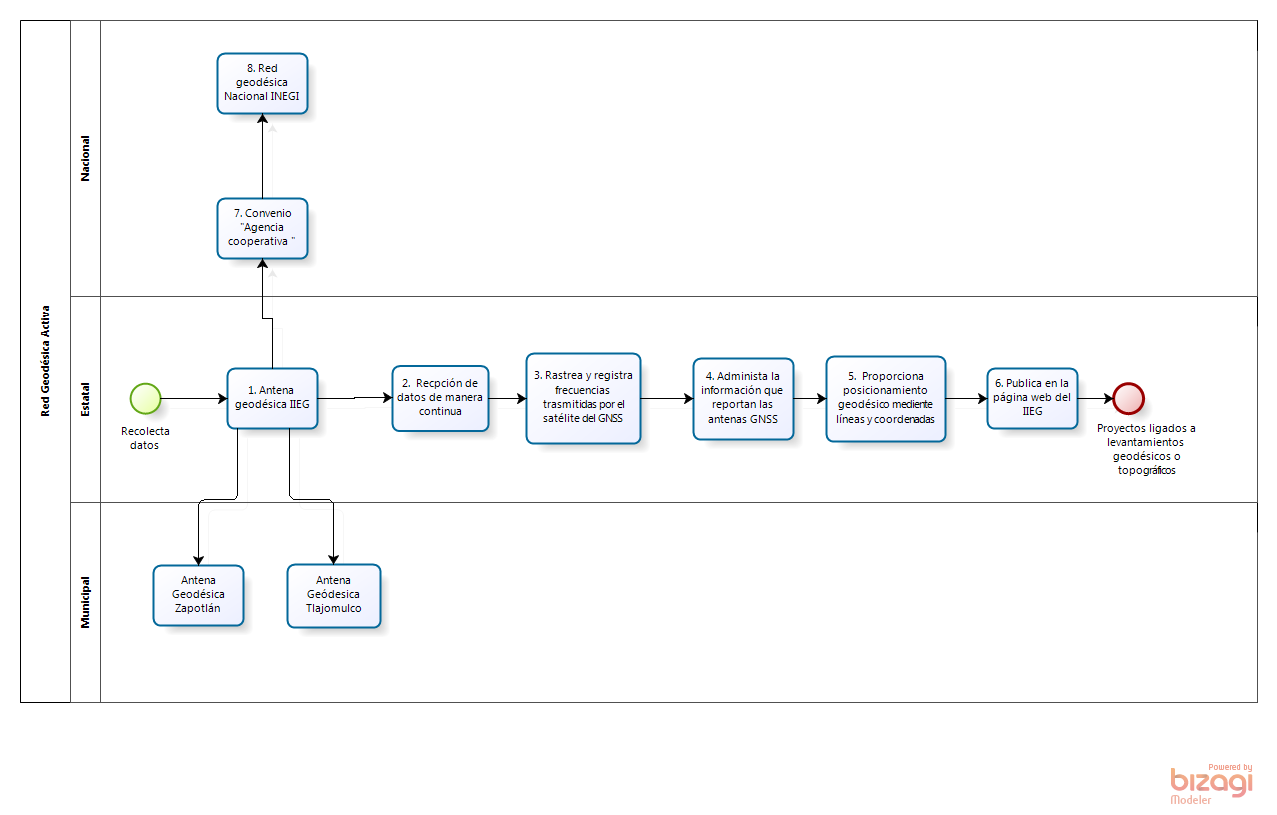 Red Geodésica Activa
Nacional
8. Red
geodésica
Nacional INEGI
7. Convenio
"Agencia
cooperativa "
Estatal
Recolecta
datos
1. Antena
geodésica IIEG
2. Recpción de
datos de manera
continua
3. Rastrea y registra
frecuencias
trasmitidas por el
satélite del GNSS
4. Administa la
información que
reportan las
antenas GNSS
5. Proporciona
posicionamiento
geodésico mediente
líneas y coordenadas
6. Publica en la
página web del
IIEG
Proyectos ligados a
levantamientos
geodésicos o
topográficos
Municipal
Antena
Geodésica
Zapotlán
Antena
Geódesica
Tlajomulco
Powered by
bizagi
Modeler